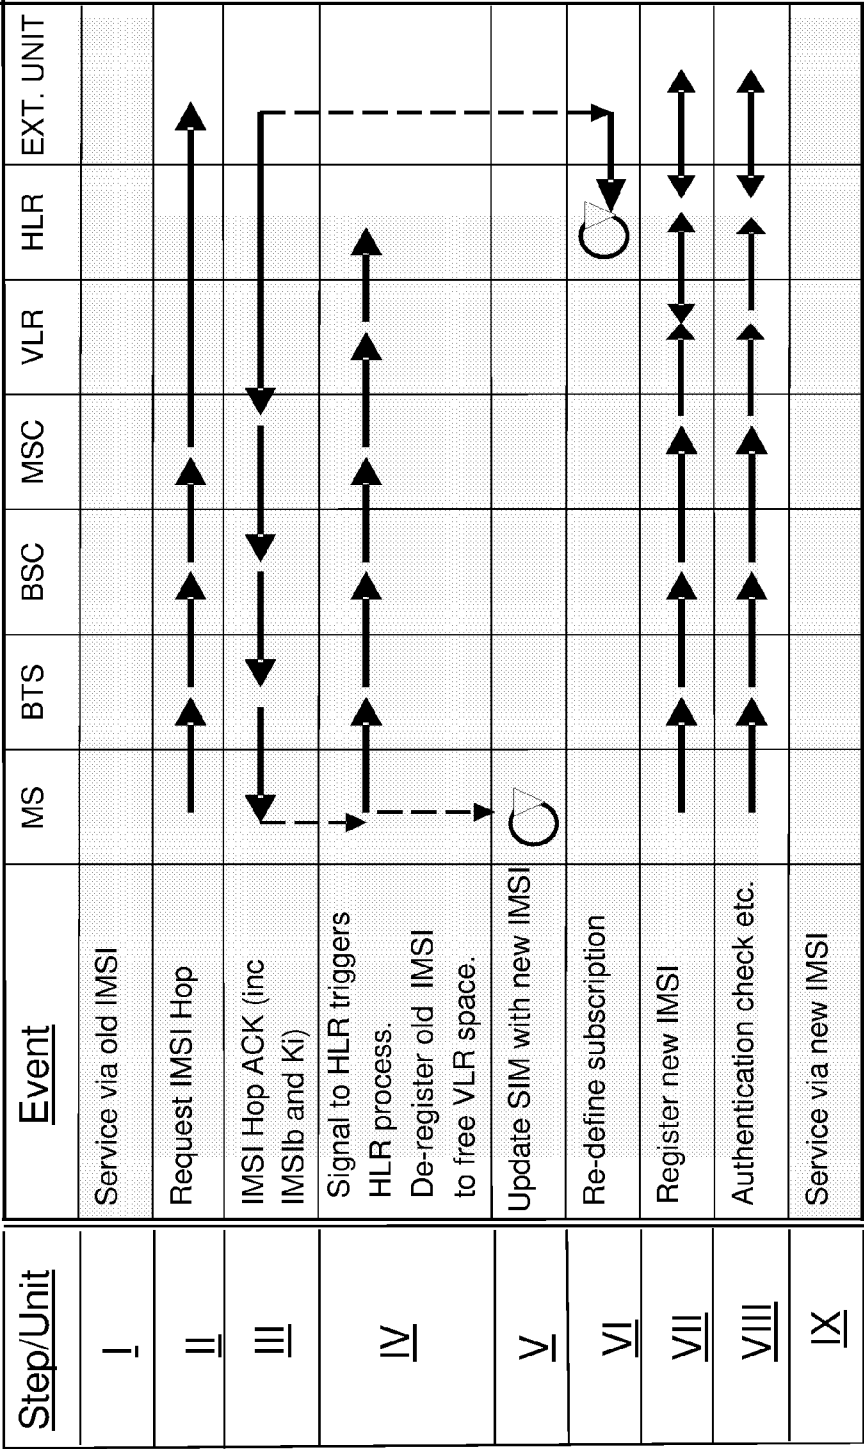 Step/Unit
Event
MS
BTS
BSC
MSC
VLR
HLR
EXT. UNIT
I
Service via old IMSI
II
Request IMSI Hop
III
IMSI Hop ACK (inc
IMSIb and Ki)
IV
Signal to HLR triggers
HLR process.
De-register old IMSI
to free VLR space.
V
Update SIM with new IMSI
VI
Re-define subscription
VII
Register new IMSI
VIII
Authentication check etc.
IX
Service via new IMSI